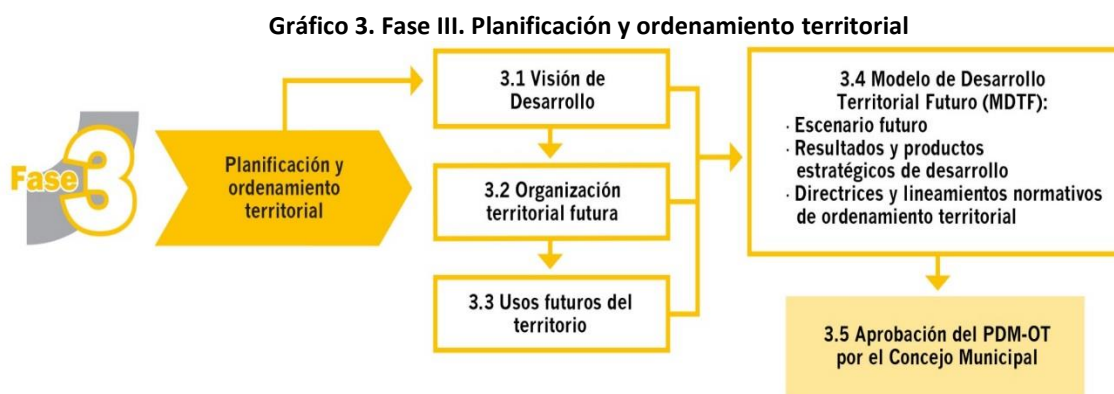 Gráfico 3. Fase III. Planificación y ordenamiento territorial
Fase 3
Planificación y
ordenamiento
territorial
3.1 Visión de
Desarrollo
3.2 Organización
territorial futura
3.3 Usos futuros del
territorio
3.4 Modelo de Desarrollo
Territorial Futuro (MDTF):
· Escenario futuro
· Resultados y productos
estratégicos de desarrollo
· Directrices y lineamientos normativos
de ordenamiento territorial
3.5 Aprobación del PDM-OT
por el Concejo Municipal